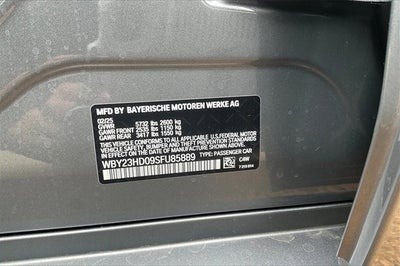 MFD BY BAYERISCHE MOTOREN WERKE AG
02/25
GVWR 5732 lbs 2600 kg
GAWR FRONT 2535 lbs 1150 kg
GAWR REAR 3417 lbs 1550 kg
THIS VEHICLE CONFORMS TO ALL APPLICABLE U.S.FEDERAL MOTOR
VEHICLE SAFETY, BUMPER AND THEFT PREVENTION STANDARDS IN
EFFECT ON THE DATE OF MANUFACTURE SHOWN ABOVE.
WBY23HD09SFU85889 TYPE: PASSENGER CAR
C4W